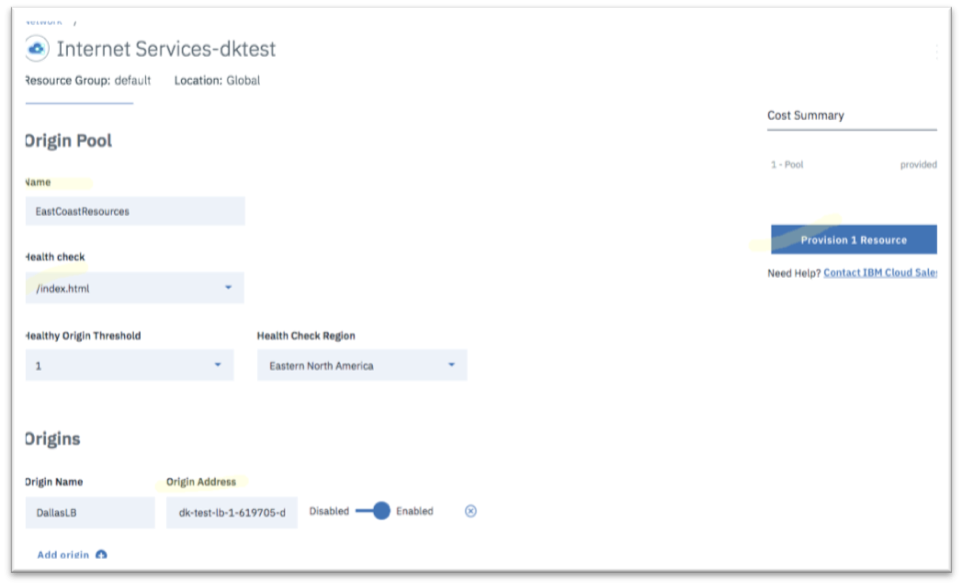 Internet Services-dktest
Resource Group: default Location: Global
Cost Summary
Origin Pool
1 - Pool provided
Name
EastCoastResources
Provision 1 Resource
Health check
Need Help? Contact IBM Cloud Sales
/index.html
Healthy Origin Threshold Health Check Region
1 Eastern North America
Origins
Origin Name Origin Address
DallasLB dk-test-lb-1-619705-d Disabled Enabled
Add origin